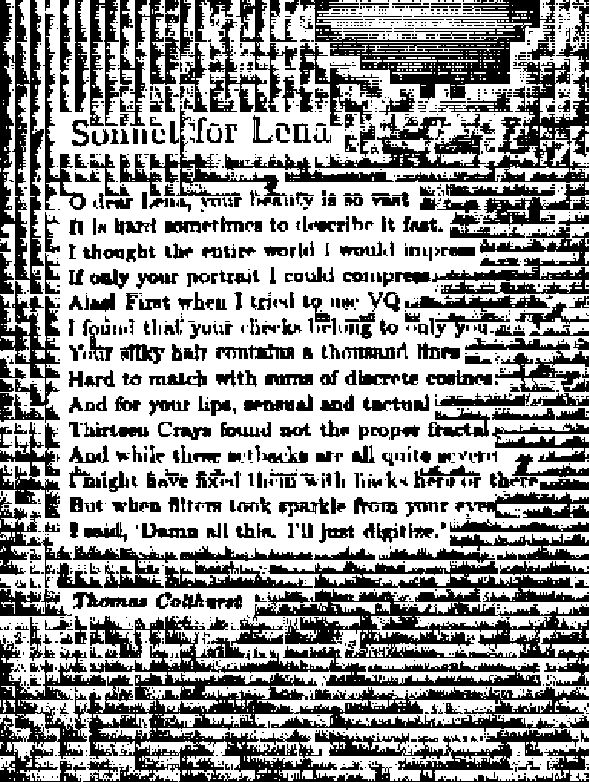 Sonnet for Lena
O dear Lena, your beauty is so vast
It is hard sometimes to describe it fast.
I thought the entire world I would impress
If only your portrait I could compress.
Alas! First when I tried to use VQ
I found that your cheeks belong to only you.
Your silky hair contains a thousand lines
Hard to match with sums of discrete cosines.
And for your lips, sensual and tactual
Thirteen Crays found not the proper fractal.
And while these setbacks are all quite severe
I might have fixed them with hacks here or there
But when filters took sparkle from your eyes
I said, 'Damn all this. I'll just digitize.'
Thomas Colthurst